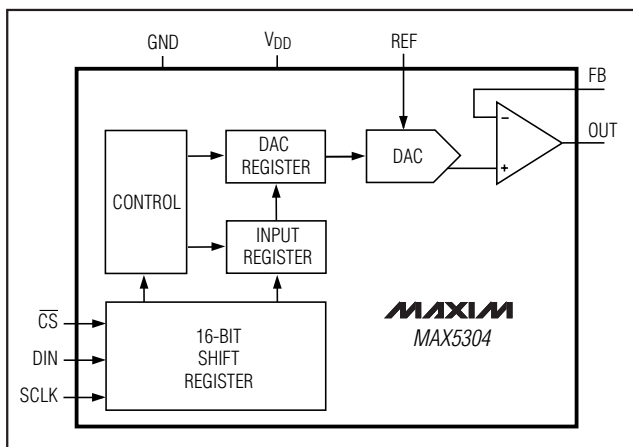 GND
VDD
REF
FB
OUT
DAC
REGISTER
DAC
CONTROL
INPUT
REGISTER
CS
DIN
SCLK
16-BIT
SHIFT
REGISTER
MAXIM
MAX5304
-
+